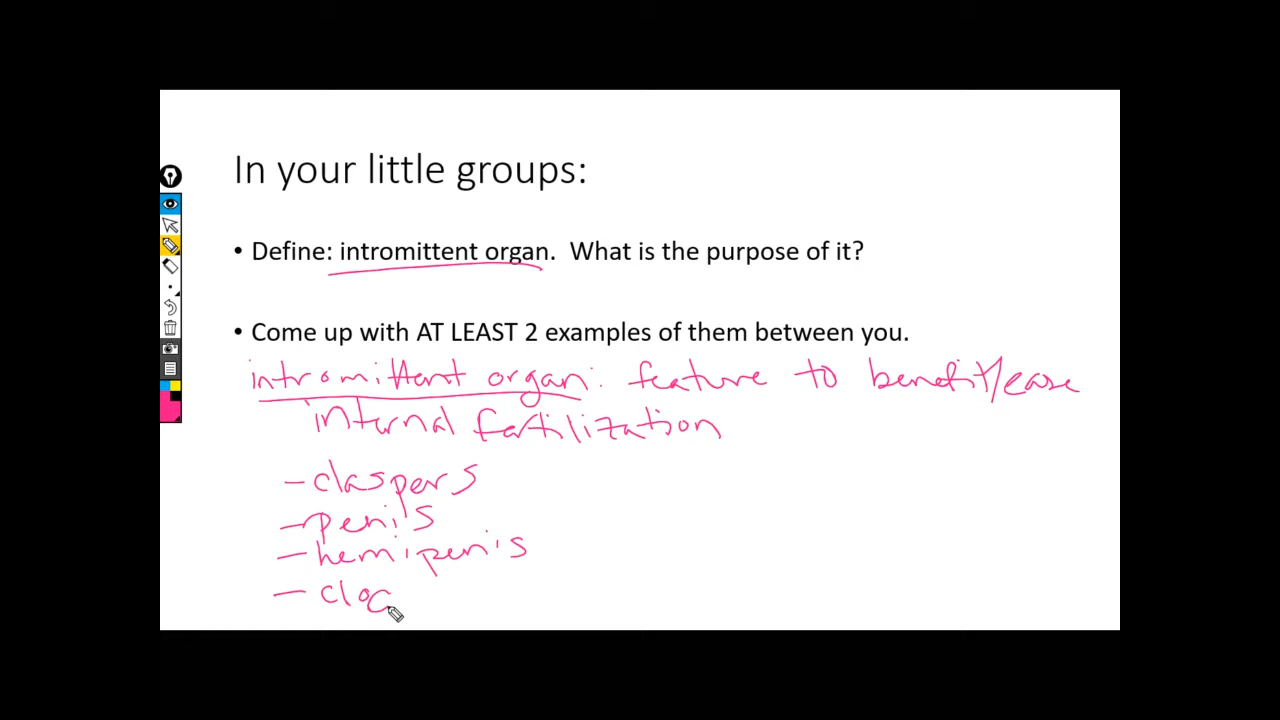 In your little groups:
• Define: intromittent organ. What is the purpose of it?
• Come up with AT LEAST 2 examples of them between you.
intromittent organ: feature to benefit/ease
internal fertilization
- claspers
- penis
- hemipenis
- cloc